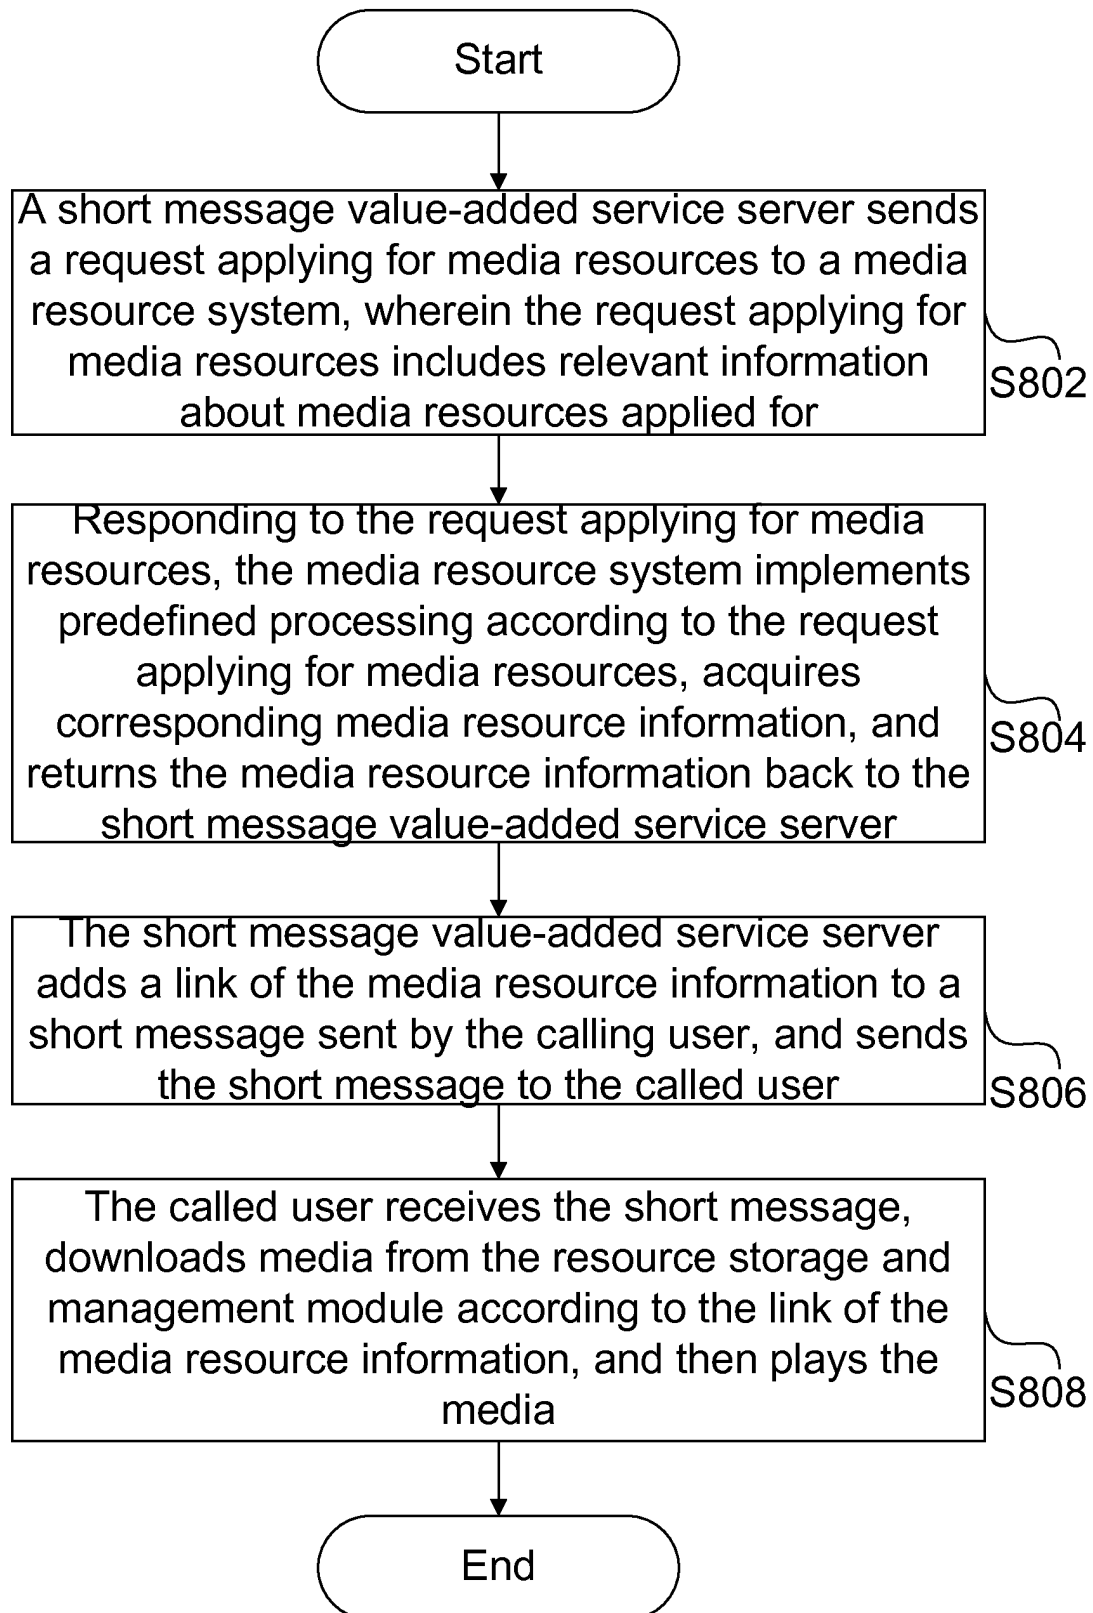 Start
A short message value-added service server sends
a request applying for media resources to a media
resource system, wherein the request applying for
media resources includes relevant information
about media resources applied for
S802
Responding to the request applying for media
resources, the media resource system implements
predefined processing according to the request
applying for media resources, acquires
corresponding media resource information, and
returns the media resource information back to the
short message value-added service server
S804
The short message value-added service server
adds a link of the media resource information to a
short message sent by the calling user, and sends
the short message to the called user
S806
The called user receives the short message,
downloads media from the resource storage and
management module according to the link of the
media resource information, and then plays the
media
S808
End